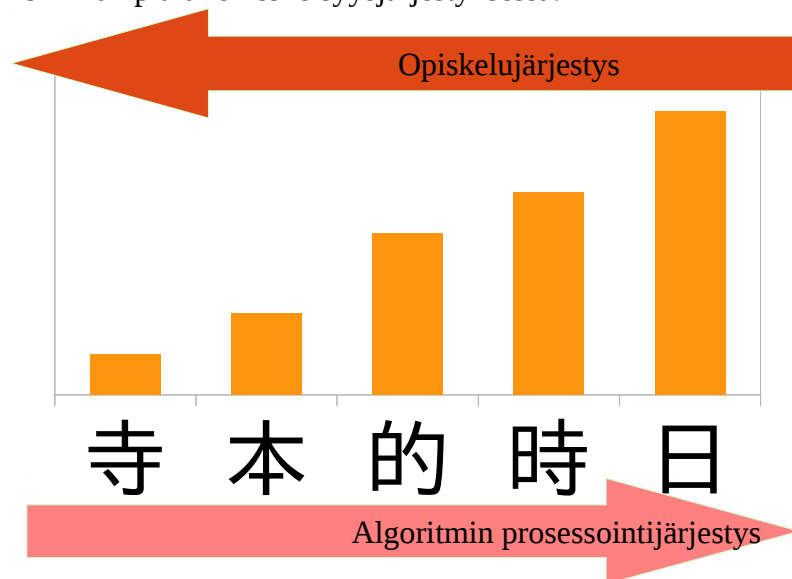 Opiskelujärjestys
寺 本 的 時 日
Algoritmin prosessointijärjestys